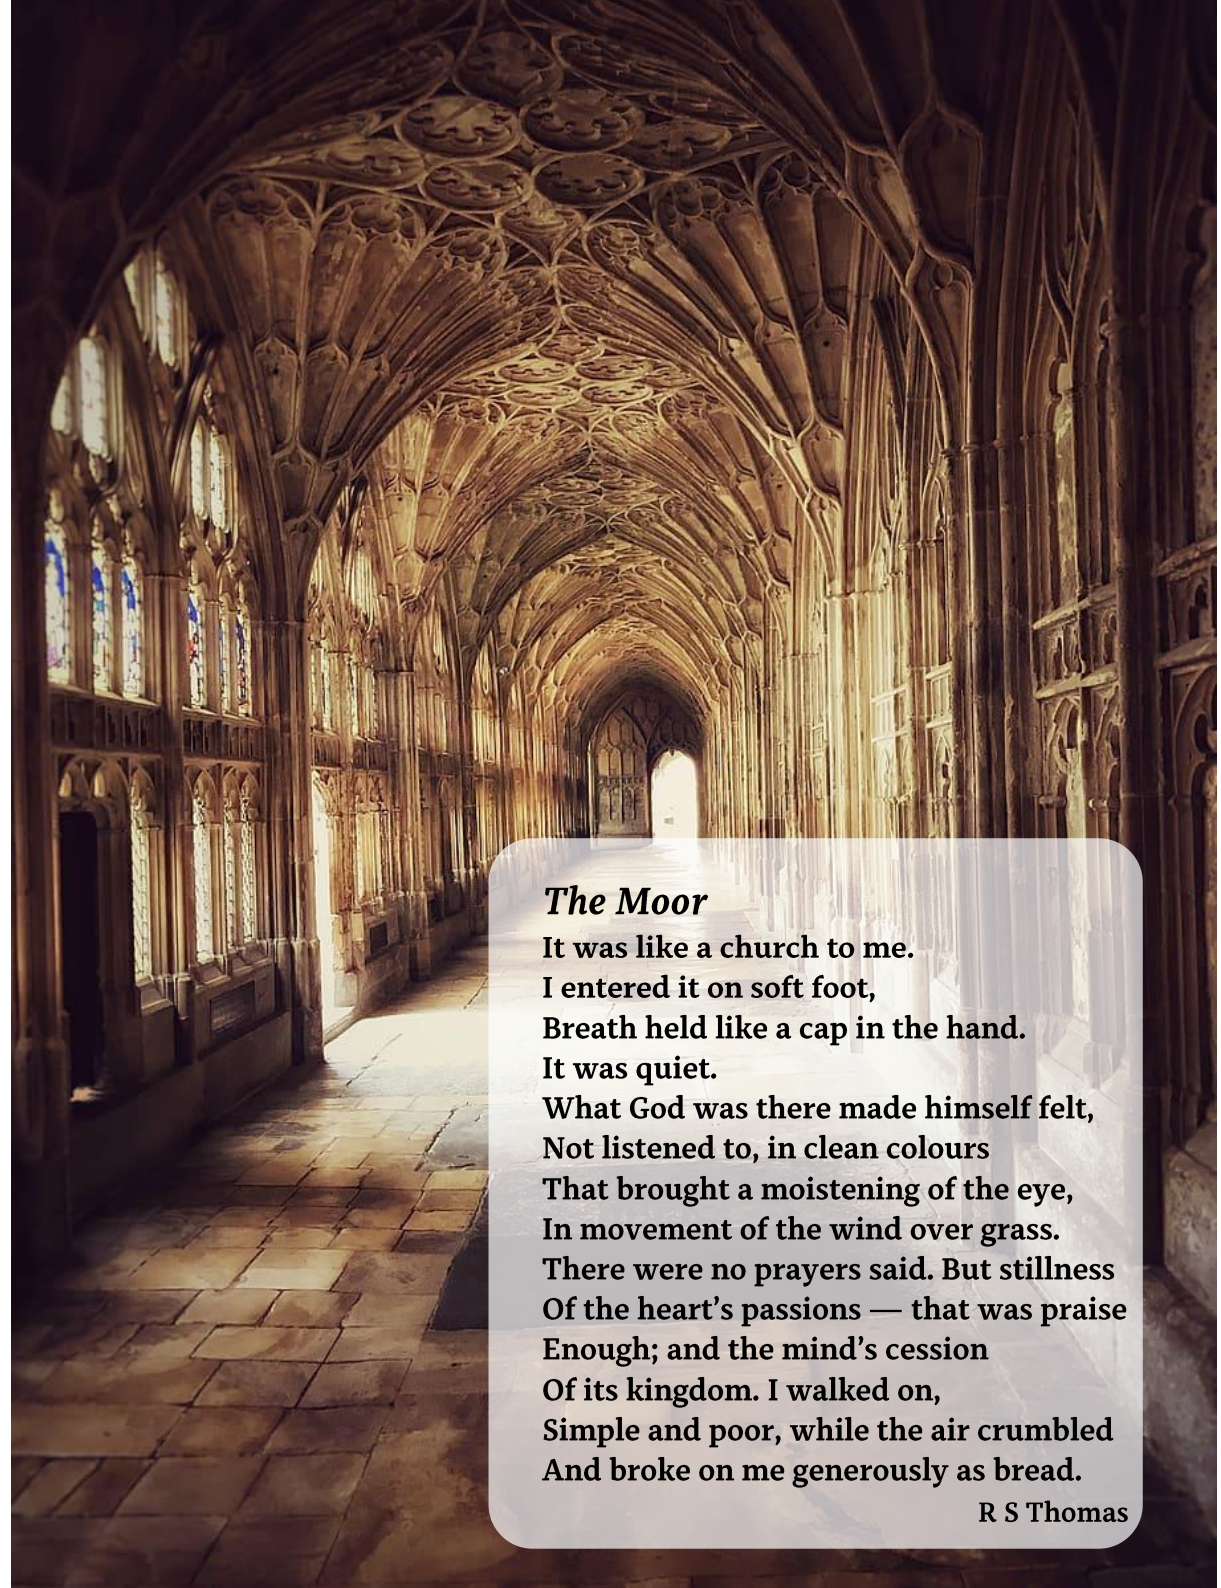 The Moor
It was like a church to me.
I entered it on soft foot,
Breath held like a cap in the hand.
It was quiet.
What God was there made himself felt,
Not listened to, in clean colours
That brought a moistening of the eye,
In movement of the wind over grass.
There were no prayers said. But stillness
Of the heart’s passions — that was praise
Enough; and the mind’s cession
Of its kingdom. I walked on,
Simple and poor, while the air crumbled
And broke on me generously as bread.
R S Thomas